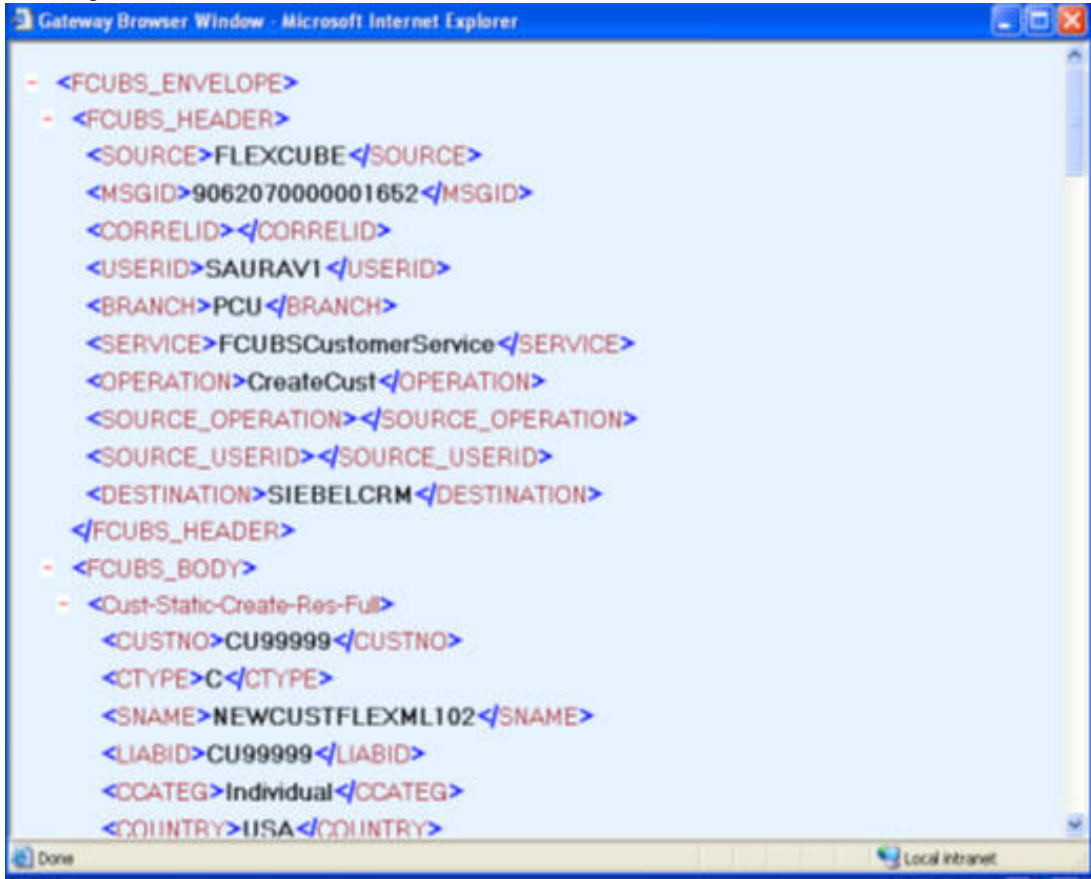 Gateway Browser Window - Microsoft Internet Explorer
- <FCUBS_ENVELOPE>
- <FCUBS_HEADER>
<SOURCE>FLEXCUBE</SOURCE>
<MSGID>9062070000001652</MSGID>
<CORRELID></CORRELID>
<USERID>SAURAV1</USERID>
<BRANCH>PCU</BRANCH>
<SERVICE>FCUBSCustomerService</SERVICE>
<OPERATION>CreateCust</OPERATION>
<SOURCE_OPERATION></SOURCE_OPERATION>
<SOURCE_USERID></SOURCE_USERID>
<DESTINATION>SIEBELCRM</DESTINATION>
</FCUBS_HEADER>
- <FCUBS_BODY>
- <Cust-Static-Create-Res-Full>
<CUSTNO>CU99999</CUSTNO>
<CTYPE>C</CTYPE>
<SNAME>NEWCUSTFLEXML102</SNAME>
<LIABID>CU99999</LIABID>
<CCATEG>Individual</CCATEG>
<COUNTRY>USA</COUNTRY>
Done Local intranet